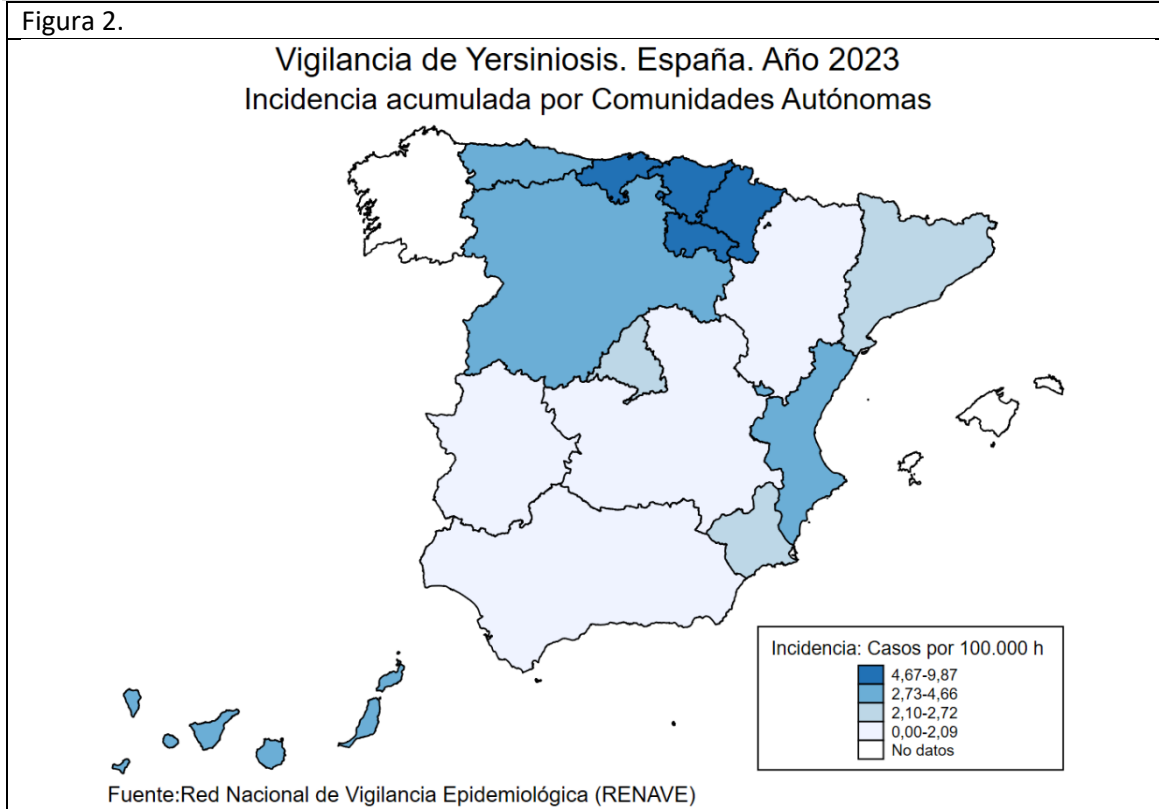 Figura 2.
Vigilancia de Yersiniosis. España. Año 2023
Incidencia acumulada por Comunidades Autónomas
Incidencia: Casos por 100.000 h
4,67-9,87
2,73-4,66
2,10-2,72
0,00-2,09
No datos
Fuente:Red Nacional de Vigilancia Epidemiológica (RENAVE)